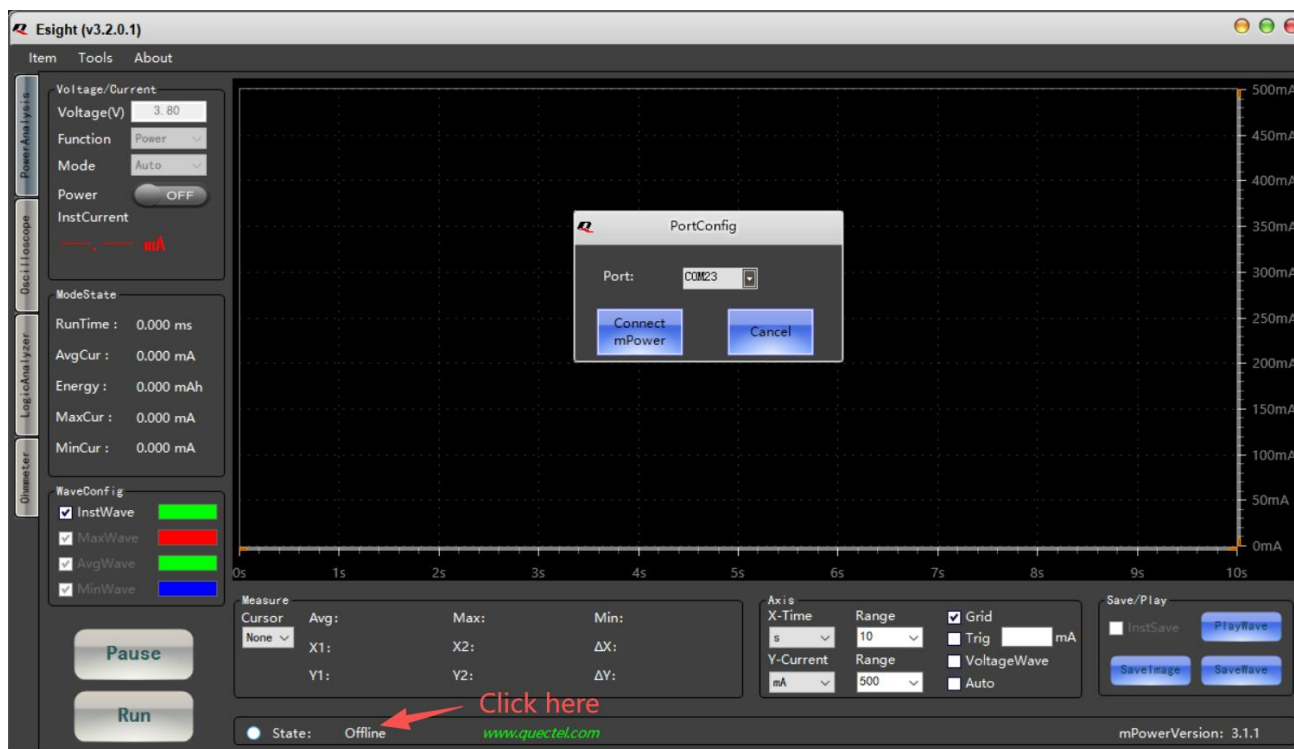 Esight (v3.2.0.1)
Item Tools About
PowerAnalysis
Oscilloscope
LogicAnalyzer
Ohmmeter
Voltage/Current
Voltage(V) 3.80
Function Power
Mode Auto
Power OFF
InstCurrent
----.---- mA
ModeState
RunTime : 0.000 ms
AvgCur : 0.000 mA
Energy : 0.000 mAh
MaxCur : 0.000 mA
MinCur : 0.000 mA
WaveConfig
InstWave
MaxWave
AvgWave
MinWave
Pause
Run
PortConfig
Port: COM23
Connect
mPower
Cancel
500mA
450mA
400mA
350mA
300mA
250mA
200mA
150mA
100mA
50mA
0mA
0s 1s 2s 3s 4s 5s 6s 7s 8s 9s 10s
Measure
Cursor Avg: Max: Min:
None
X1: X2: ΔX:
Y1: Y2: ΔY:
Axis
X-Time Range Grid
s 10 Trig mA
Y-Current Range VoltageWave
mA 500 Auto
Save/Play
InstSave PlayWave
SaveImage SaveWave
Click here
State: Offline www.quectel.com mPowerVersion: 3.1.1